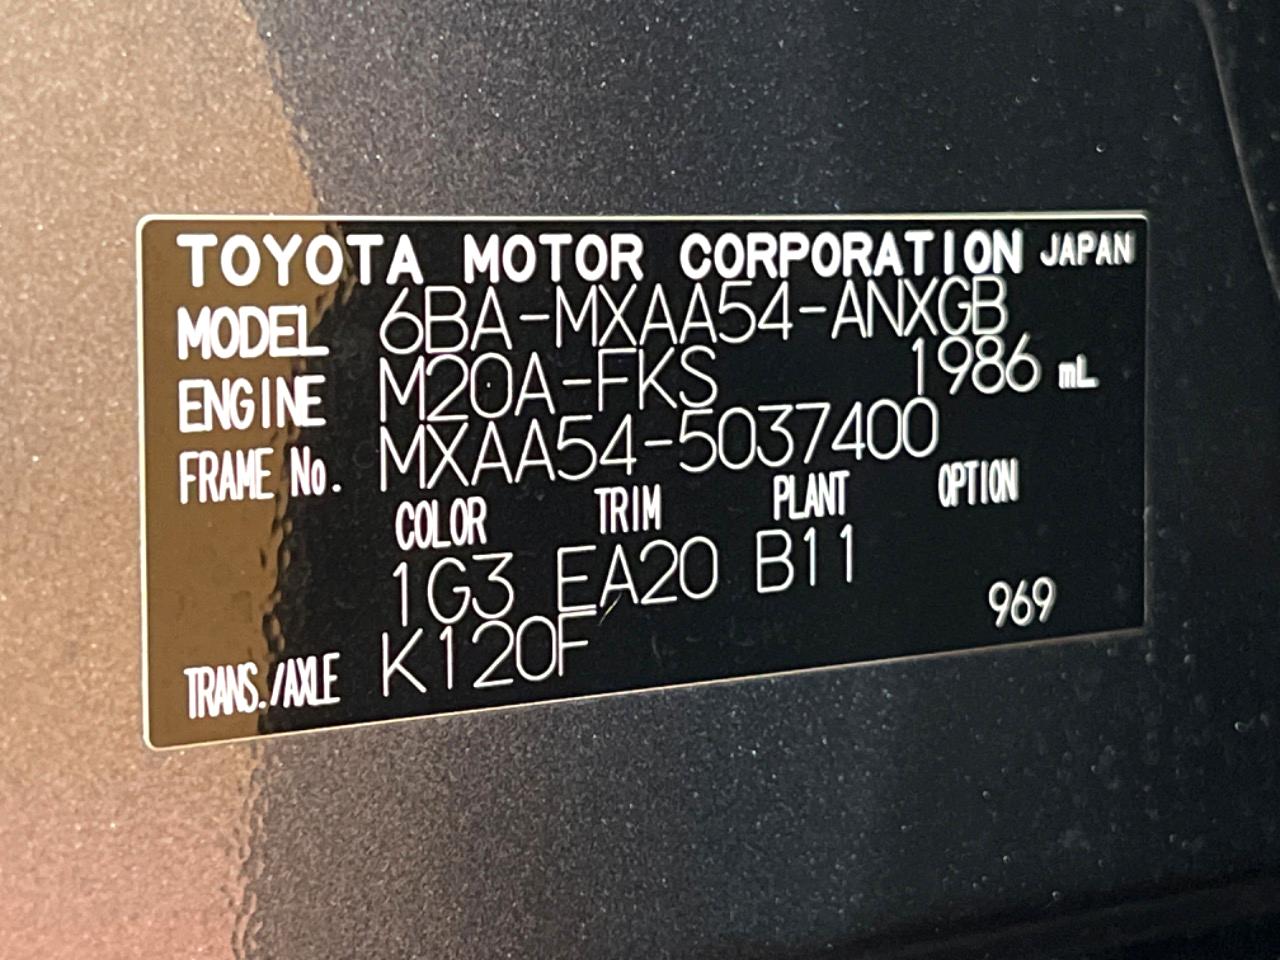 TOYOTA MOTOR CORPORATION JAPAN
MODEL 6BA-MXAA54-ANXGB
ENGINE M20A-FKS 1986 mL
FRAME No. MXAA54-5037400
COLOR TRIM PLANT OPTION
1G3 EA20 B11
969
TRANS./AXLE K120F